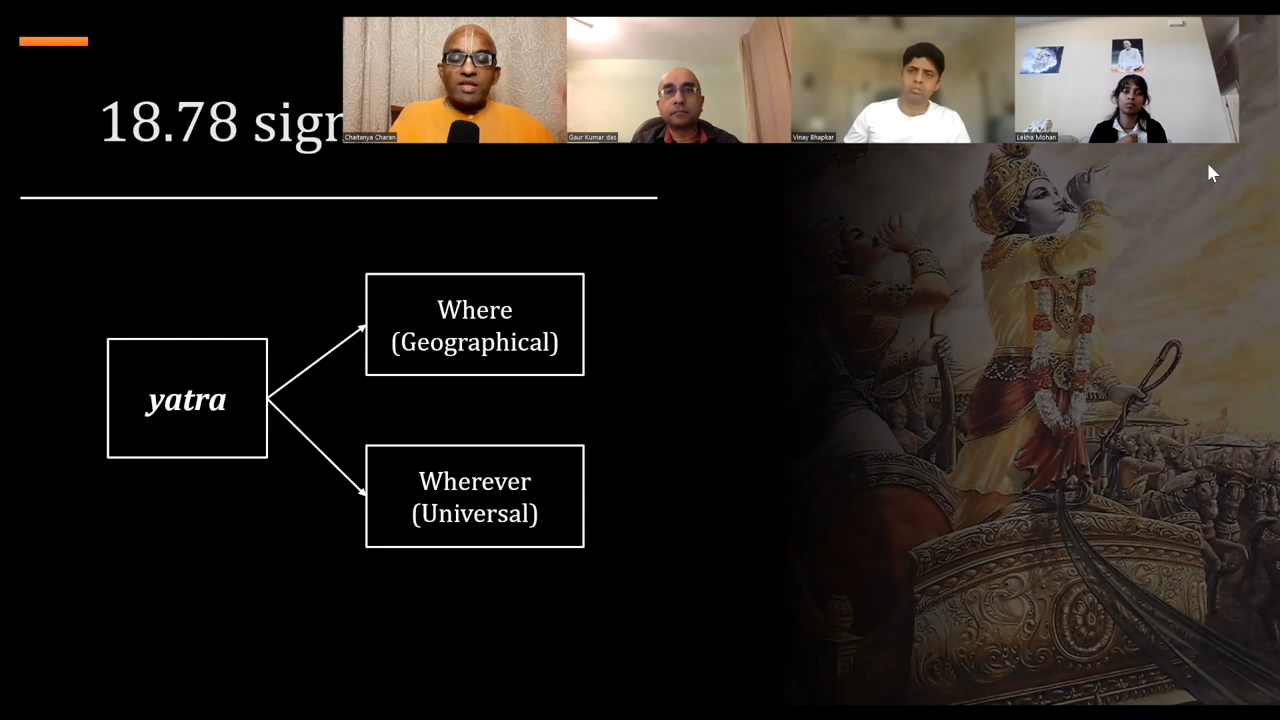 18.78 sign
Chaitanya Charan
Gaur Kumar das
Vinay Bhapkar
Lekha Mohan
Where
(Geographical)
yatra
Wherever
(Universal)